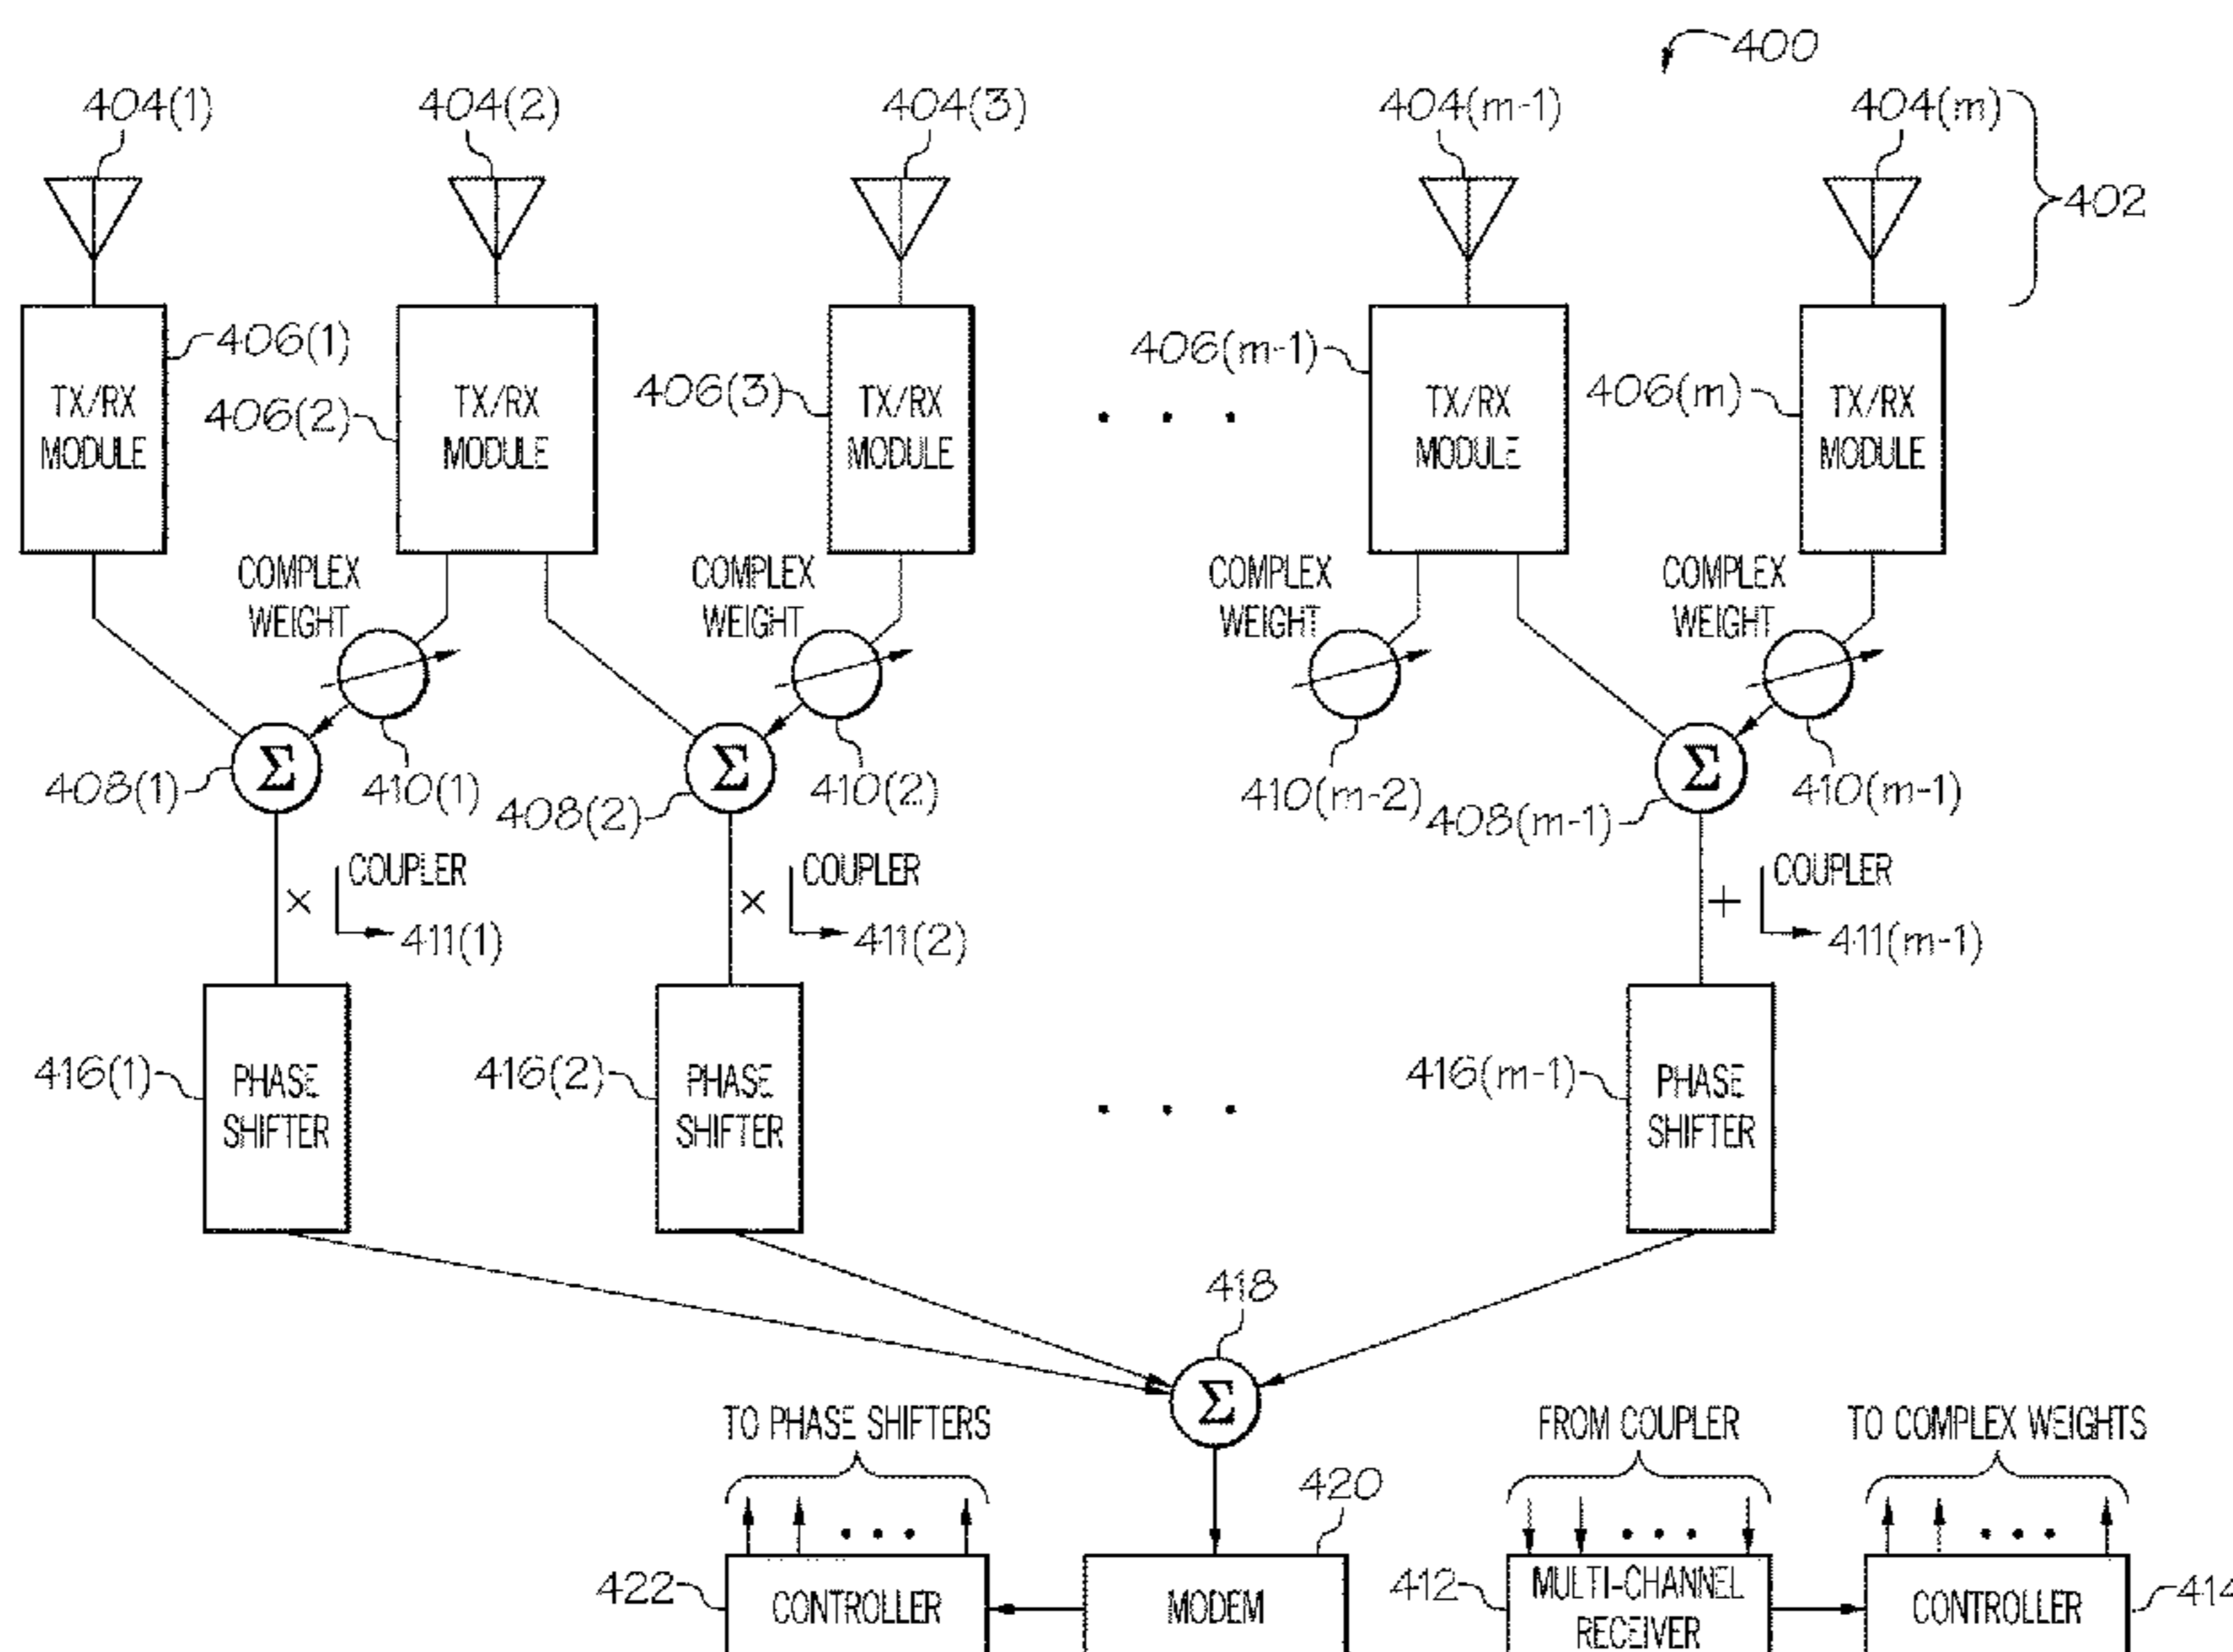 400
404(1) 404(2) 404(3) 404(m-1) 404(m)
402
406(1) 406(m-1)
406(2) 406(3) 406(m)
TX/RX TX/RX TX/RX . . . TX/RX TX/RX
MODULE MODULE MODULE MODULE MODULE
COMPLEX COMPLEX COMPLEX COMPLEX
WEIGHT WEIGHT WEIGHT WEIGHT
Σ Σ Σ
408(1) 410(1) 408(2) 410(2) 410(m-2) 408(m-1) 410(m-1)
COUPLER COUPLER COUPLER
× × +
411(1) 411(2) 411(m-1)
416(1) 416(2) 416(m-1)
PHASE PHASE . . . PHASE
SHIFTER SHIFTER SHIFTER
418
Σ
TO PHASE SHIFTERS FROM COUPLER TO COMPLEX WEIGHTS
420
. . . . . . . . .
422 CONTROLLER MODEM 412 MULTI-CHANNEL CONTROLLER 414
RECEIVER